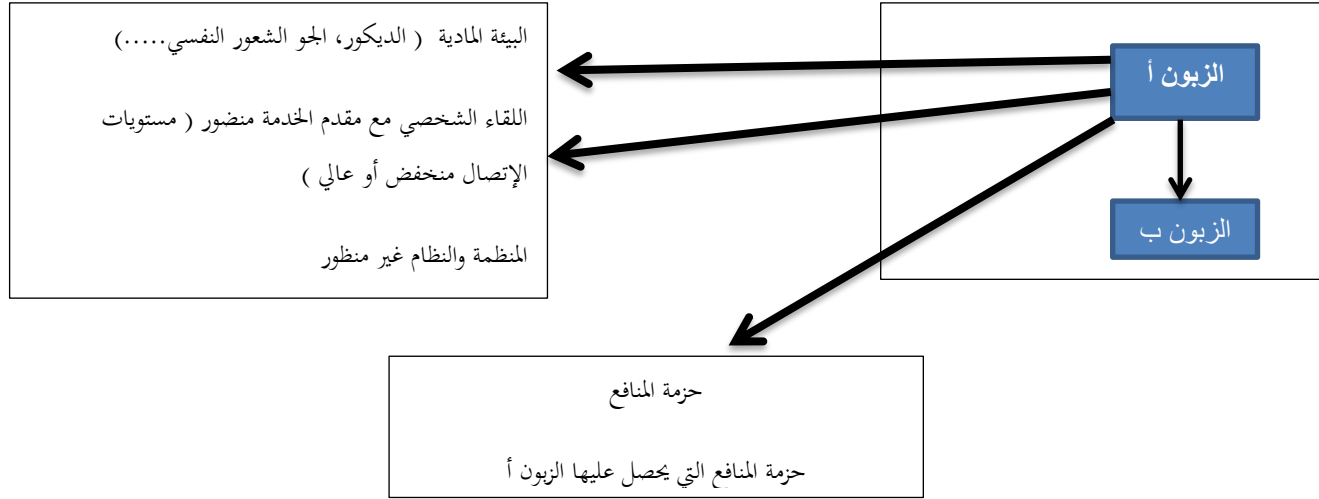 الزبون أ
الزبون ب
البيئة المادية ( الديكور، الجو الشعور النفسي.....)
اللقاء الشخصي مع مقدم الخدمة منضور ( مستويات
الإتصال منخفض أو عالي )
المنظمة والنظام غير منظور
حزمة المنافع
حزمة المنافع التي يحصل عليها الزبون أ